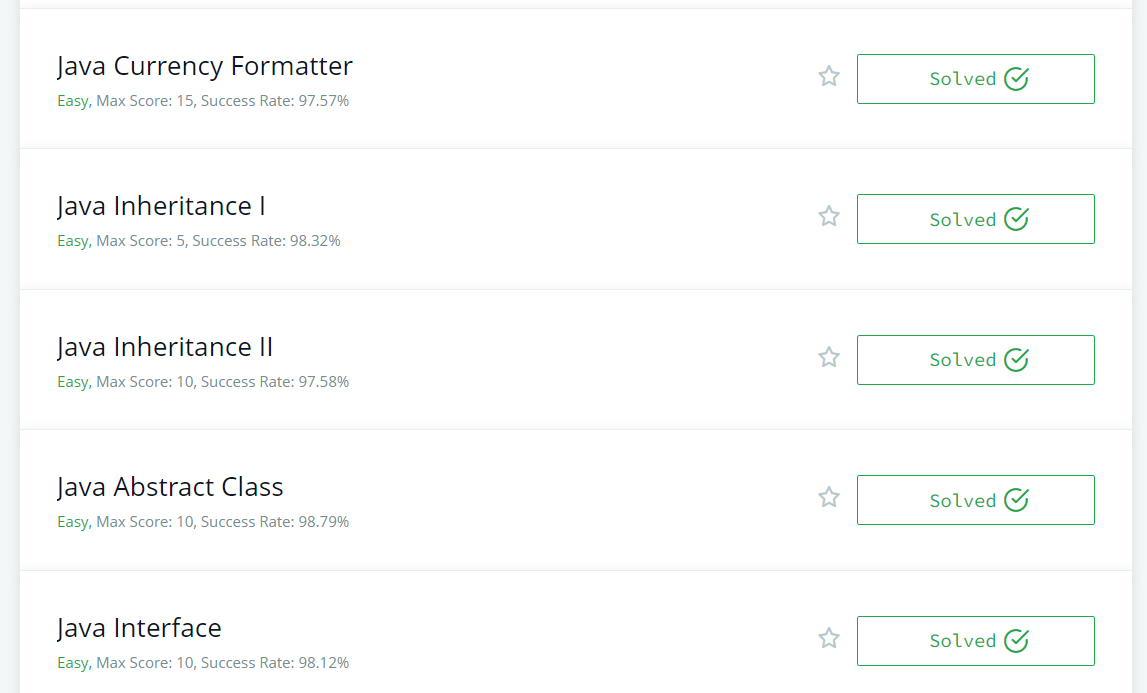 Java Currency Formatter
Easy, Max Score: 15, Success Rate: 97.57%
Solved
Java Inheritance I
Easy, Max Score: 5, Success Rate: 98.32%
Solved
Java Inheritance II
Easy, Max Score: 10, Success Rate: 97.58%
Solved
Java Abstract Class
Easy, Max Score: 10, Success Rate: 98.79%
Solved
Java Interface
Easy, Max Score: 10, Success Rate: 98.12%
Solved